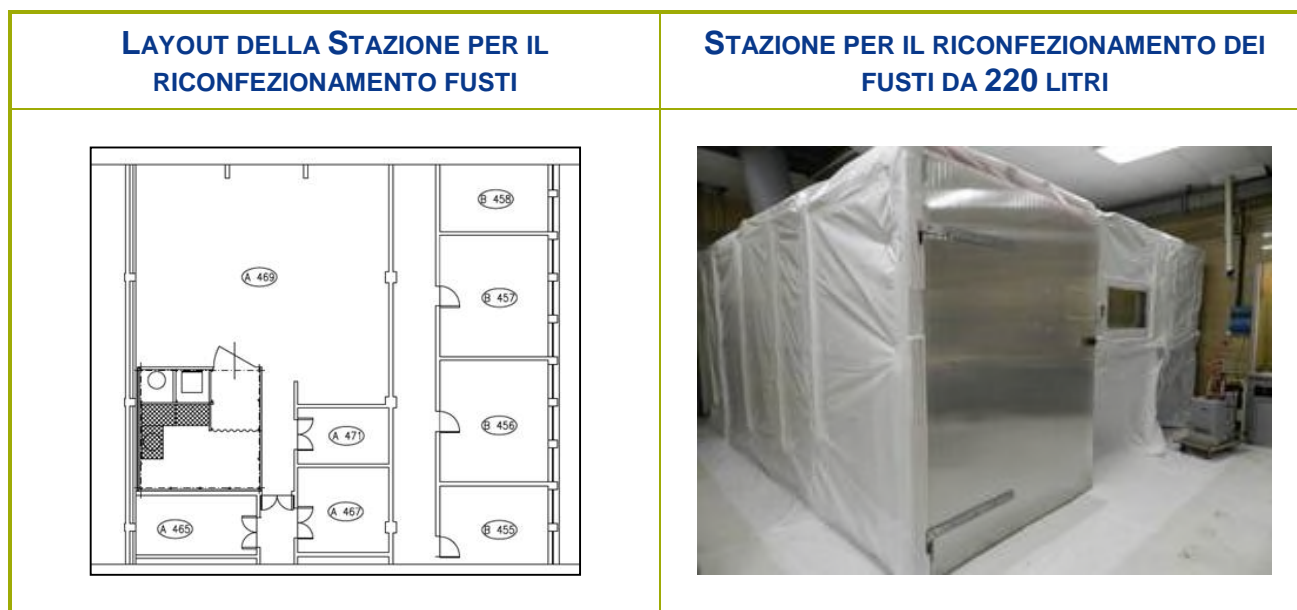 LAYOUT DELLA STAZIONE PER IL
RICONFEZIONAMENTO FUSTI
STAZIONE PER IL RICONFEZIONAMENTO DEI
FUSTI DA 220 LITRI
B 458
A 469
B 457
B 456
A 471
A 467
A 465
B 455